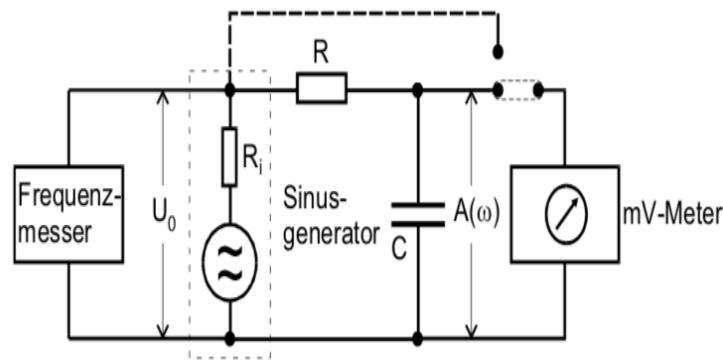 R
Frequenz-
messer
U₀
Rᵢ
Sinus-
generator
C
A(ω)
mV-Meter